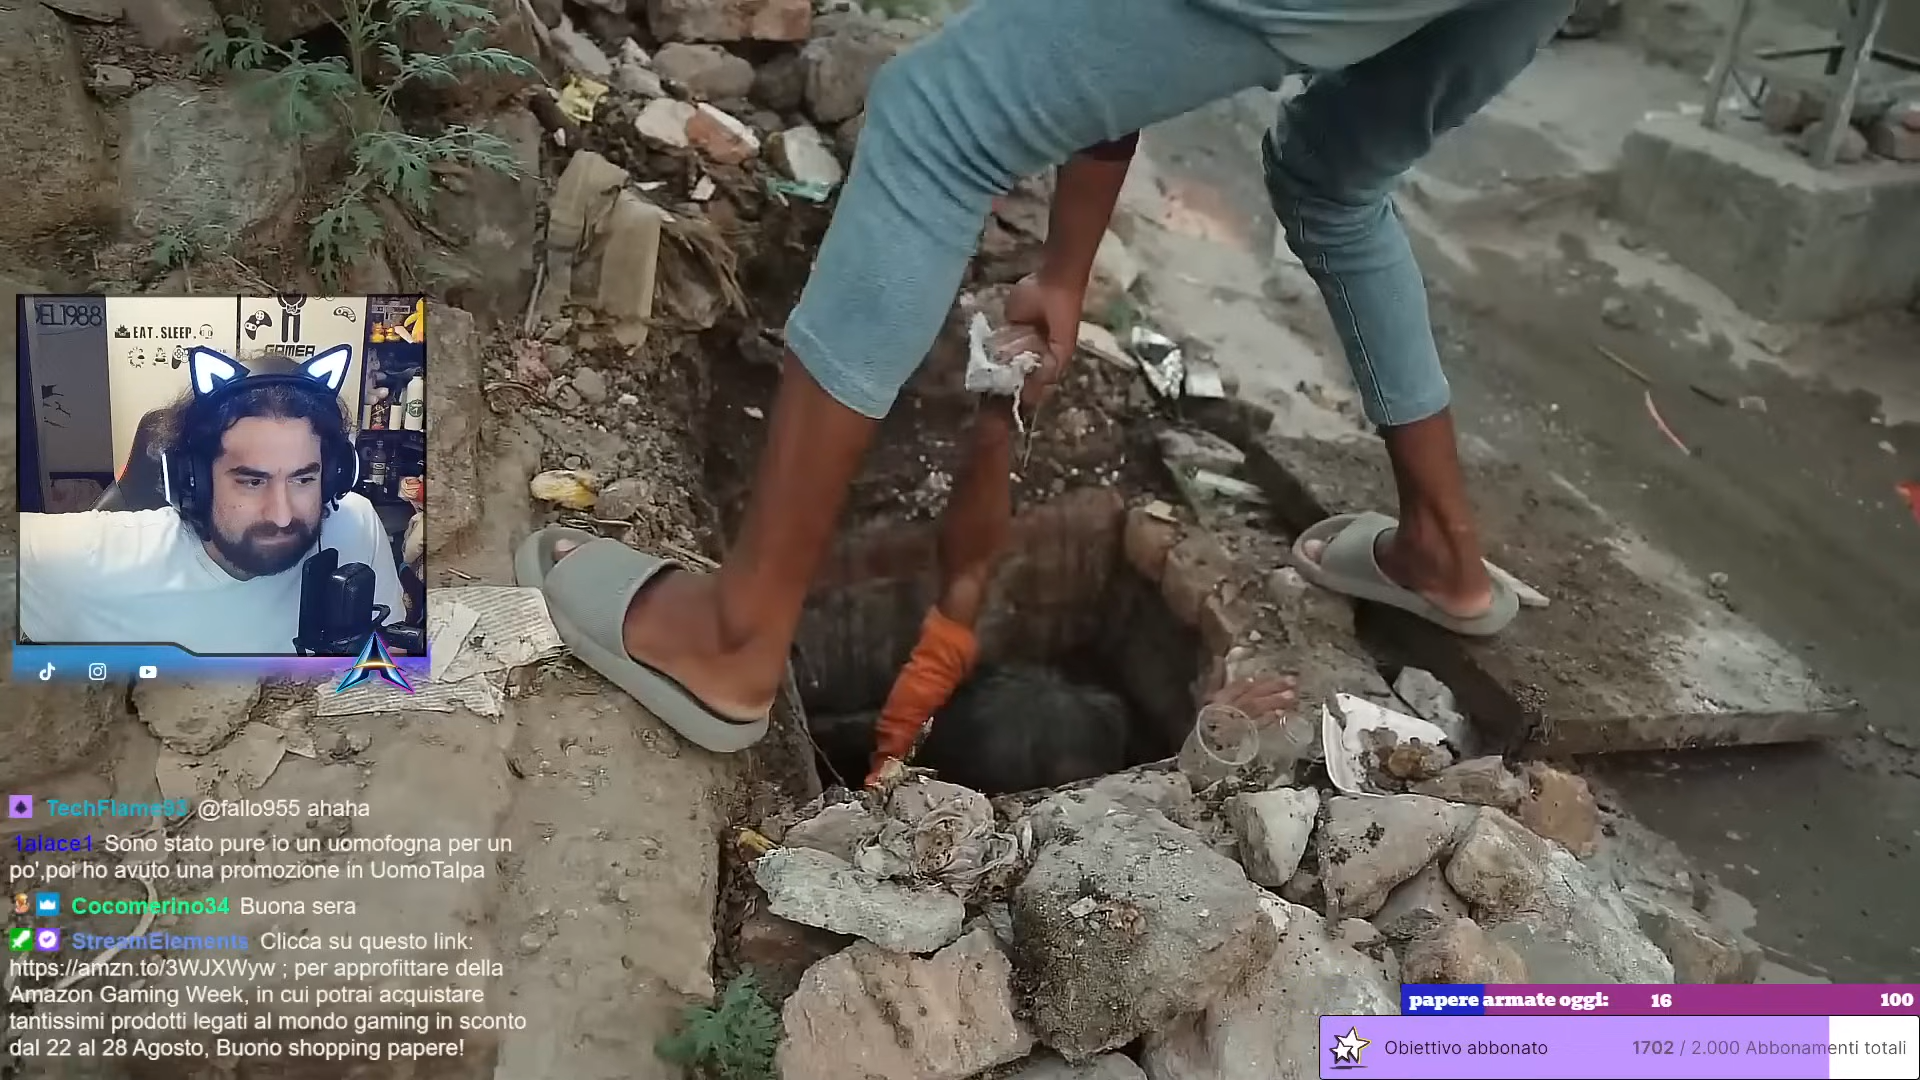 EL1988
EAT.SLEEP.
GAMER
TechFlame93 @fallo955 ahaha
1aiace1 Sono stato pure io un uomofogna per un
po',poi ho avuto una promozione in UomoTalpa
Cocomerino34 Buona sera
StreamElements Clicca su questo link:
https://amzn.to/3WJXWyw ; per approfittare della
Amazon Gaming Week, in cui potrai acquistare
tantissimi prodotti legati al mondo gaming in sconto
dal 22 al 28 Agosto, Buono shopping papere!
papere armate oggi: 16 100
Obiettivo abbonato 1702 / 2.000 Abbonamenti totali